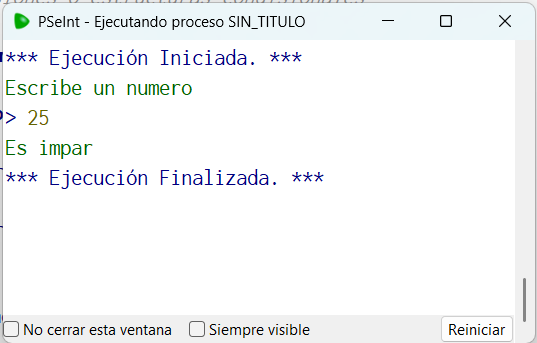 PSeInt - Ejecutando proceso SIN_TITULO
*** Ejecución Iniciada. ***
Escribe un numero
> 25
Es impar
*** Ejecución Finalizada. ***
No cerrar esta ventana
Siempre visible
Reiniciar